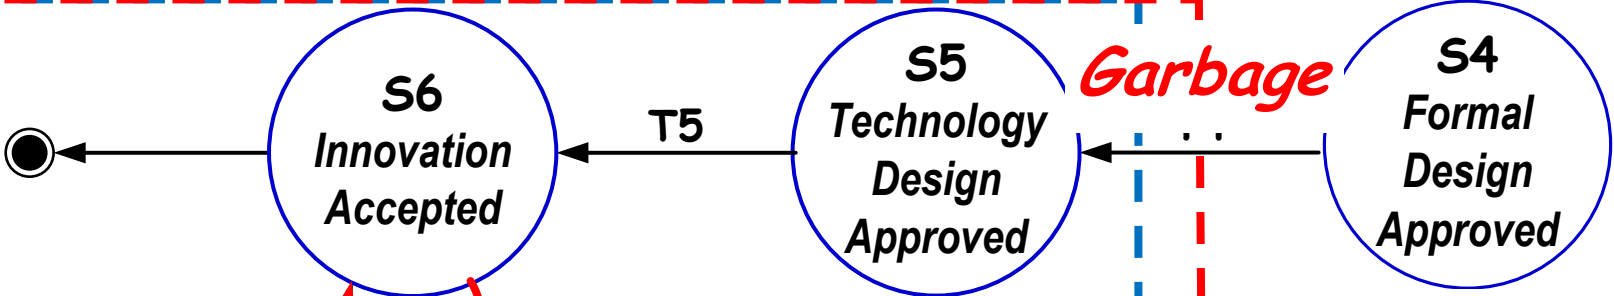 S6
Innovation
Accepted
T5
S5
Technology
Design
Approved
Garbage
S4
Formal
Design
Approved